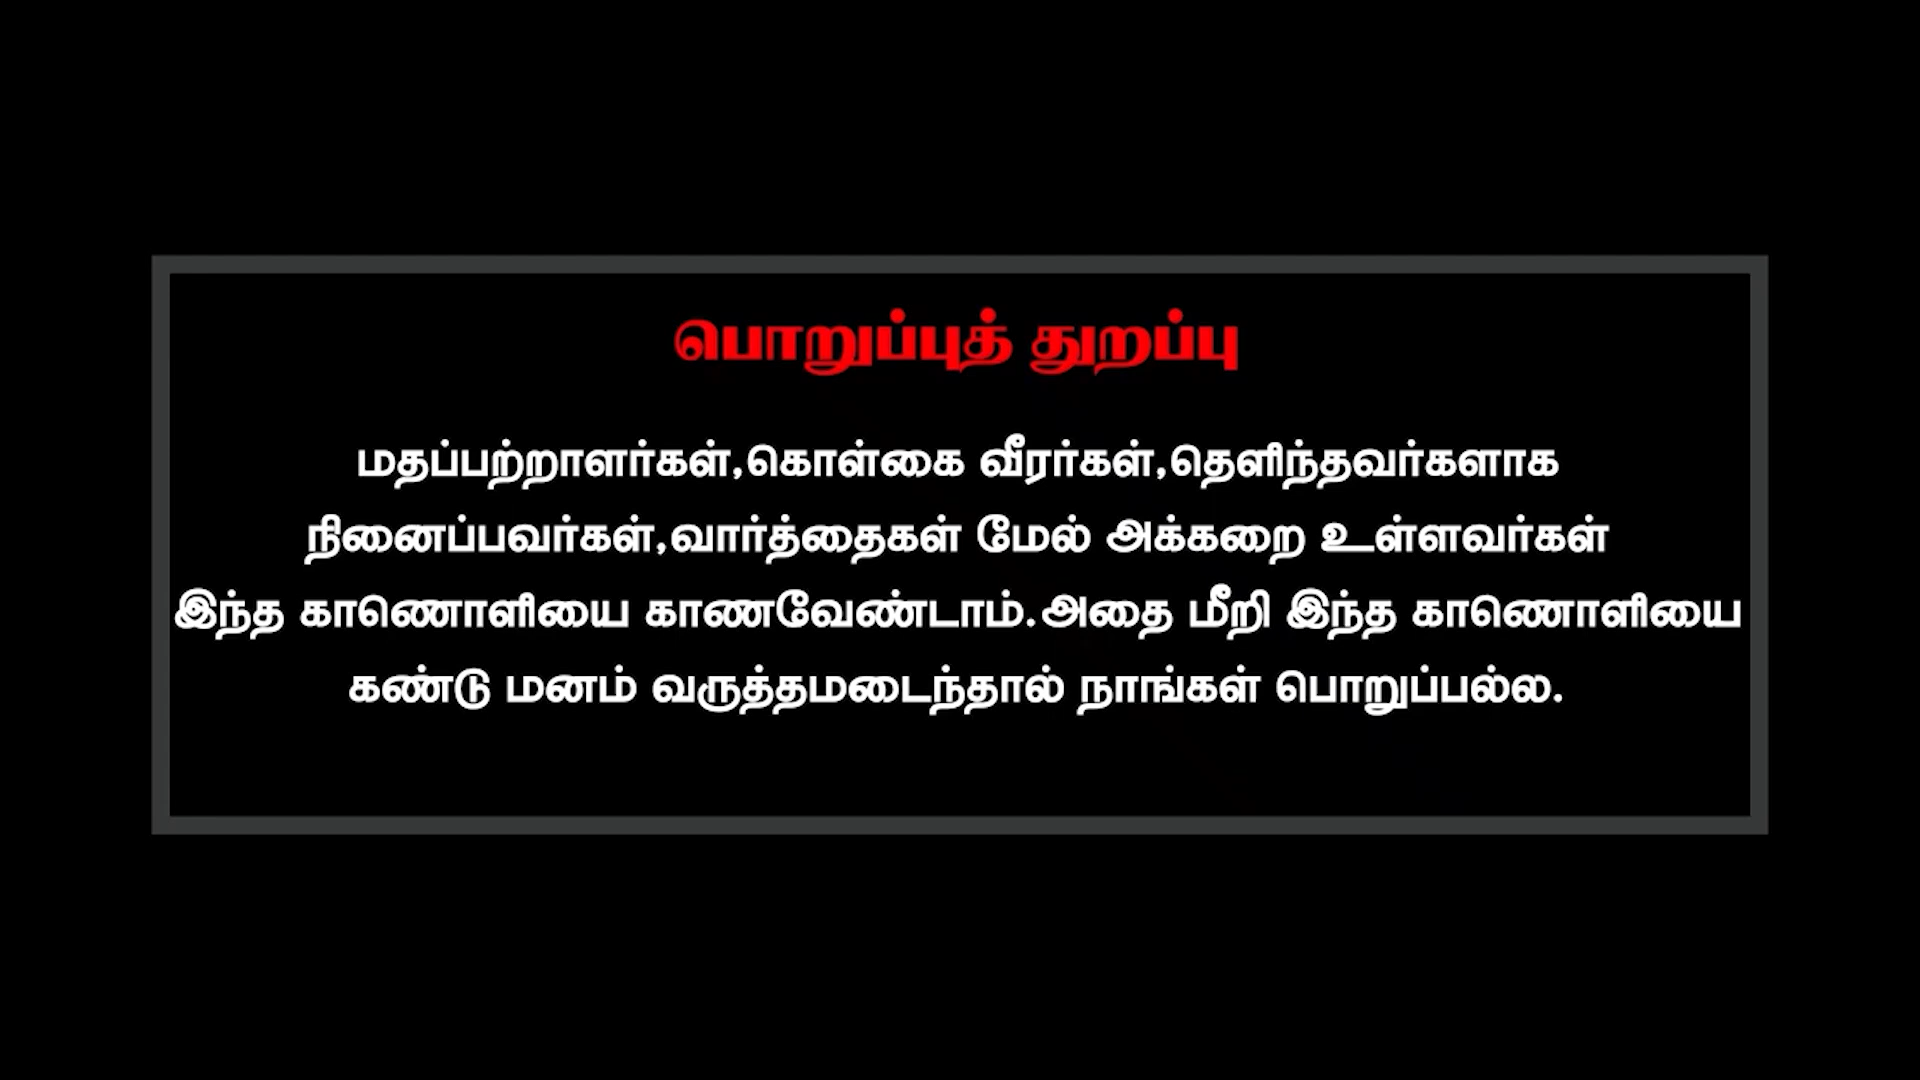 பொறுப்புத் துறப்பு
மதப்பற்றாளர்கள்,கொள்கை வீரர்கள்,தெளிந்தவர்களாக
நினைப்பவர்கள்,வார்த்தைகள் மேல் அக்கறை உள்ளவர்கள்
இந்த காணொளியை காணவேண்டாம்.அதை மீறி இந்த காணொளியை
கண்டு மனம் வருத்தமடைந்தால் நாங்கள் பொறுப்பல்ல.